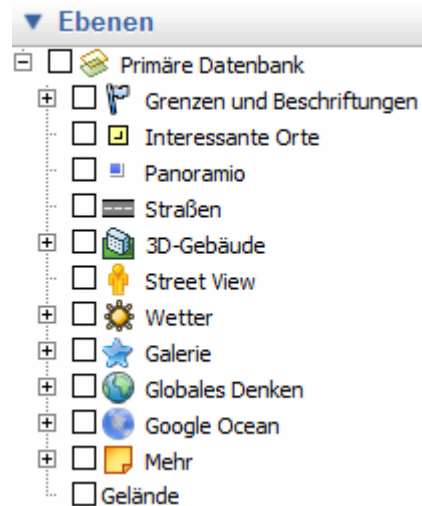 Ebenen
Primäre Datenbank
Grenzen und Beschriftungen
Interessante Orte
Panoramio
Straßen
3D-Gebäude
Street View
Wetter
Galerie
Globales Denken
Google Ocean
Mehr
Gelände